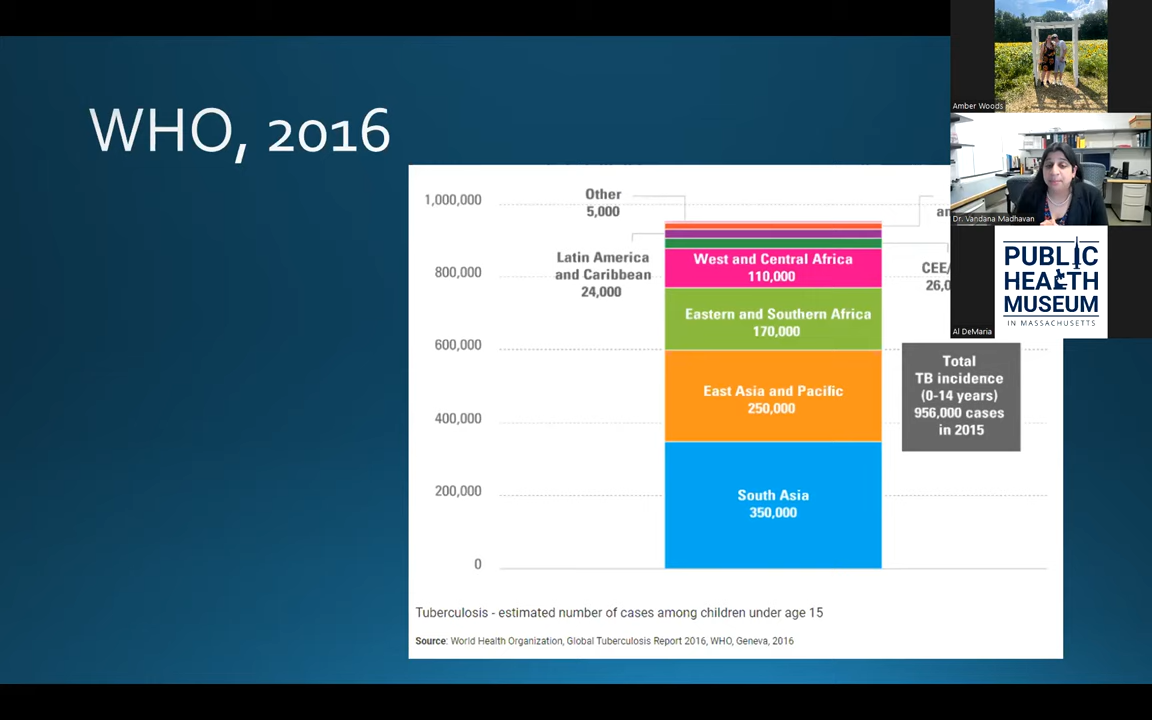 WHO, 2016
1,000,000
800,000
600,000
400,000
200,000
0
Other
5,000
Latin America
and Caribbean
24,000
West and Central Africa
110,000
Eastern and Southern Africa
170,000
East Asia and Pacific
250,000
South Asia
350,000
CEE/
26,0
Total
TB incidence
(0-14 years)
956,000 cases
in 2015
Tuberculosis - estimated number of cases among children under age 15
Source: World Health Organization, Global Tuberculosis Report 2016, WHO, Geneva, 2016
Amber Woods
Dr. Vandana Madhavan
PUBLIC
HEALTH
MUSEUM
IN MASSACHUSETTS
Al DeMaria